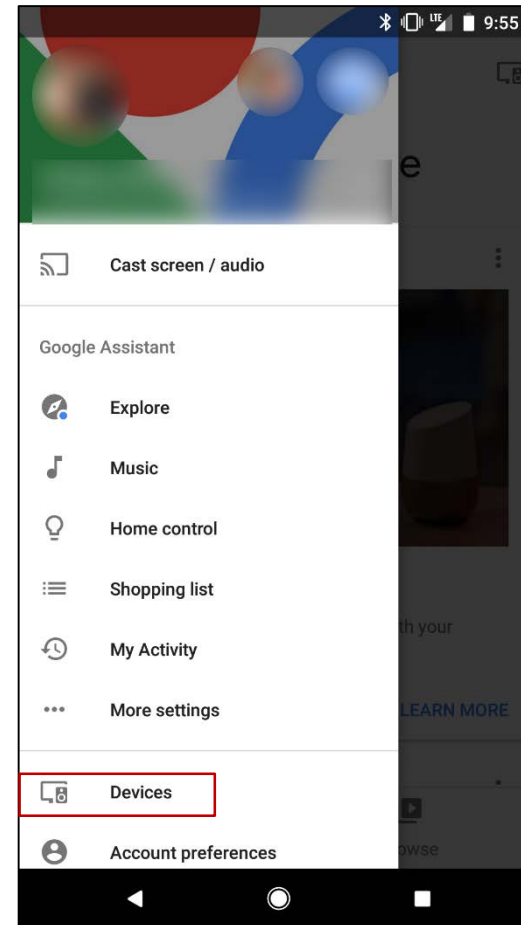 LTE 9:55
e
Cast screen / audio
Google Assistant
Explore
Music
Home control
Shopping list
My Activity
th your
More settings
LEARN MORE
Devices
Account preferences
owse